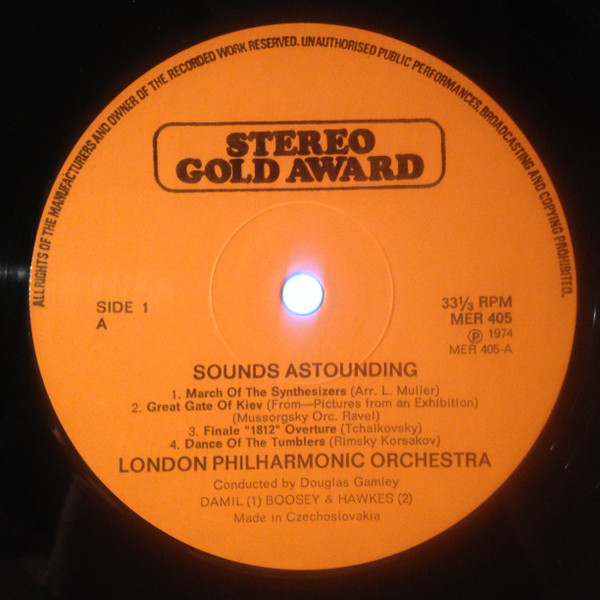 ALL RIGHTS OF THE MANUFACTURERS AND OWNER OF THE RECORDED WORK RESERVED. UNAUTHORISED PUBLIC PERFORMANCES, BROADCASTING AND COPYING PROHIBITED.
STEREO
GOLD AWARD
SIDE 1
A
33⅓ RPM
MER 405
℗ 1974
MER 405-A
SOUNDS ASTOUNDING
1. March Of The Synthesizers (Arr. L. Muller)
2. Great Gate Of Kiev (From—Pictures from an Exhibition)
(Mussorgsky Orc. Ravel)
3. Finale "1812" Overture (Tchaikovsky)
4. Dance Of The Tumblers (Rimsky Korsakov)
LONDON PHILHARMONIC ORCHESTRA
Conducted by Douglas Gamley
DAMIL (1) BOOSEY & HAWKES (2)
Made in Czechoslovakia